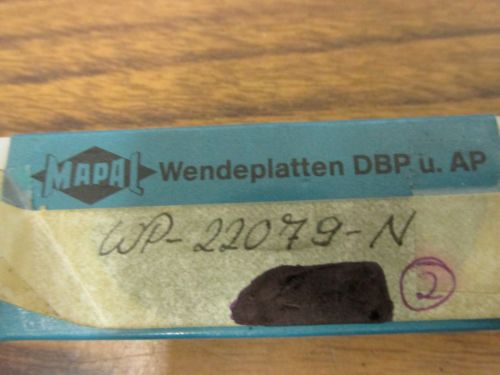 MAPAL Wendeplatten DBP u. AP
WP-22079-N
2